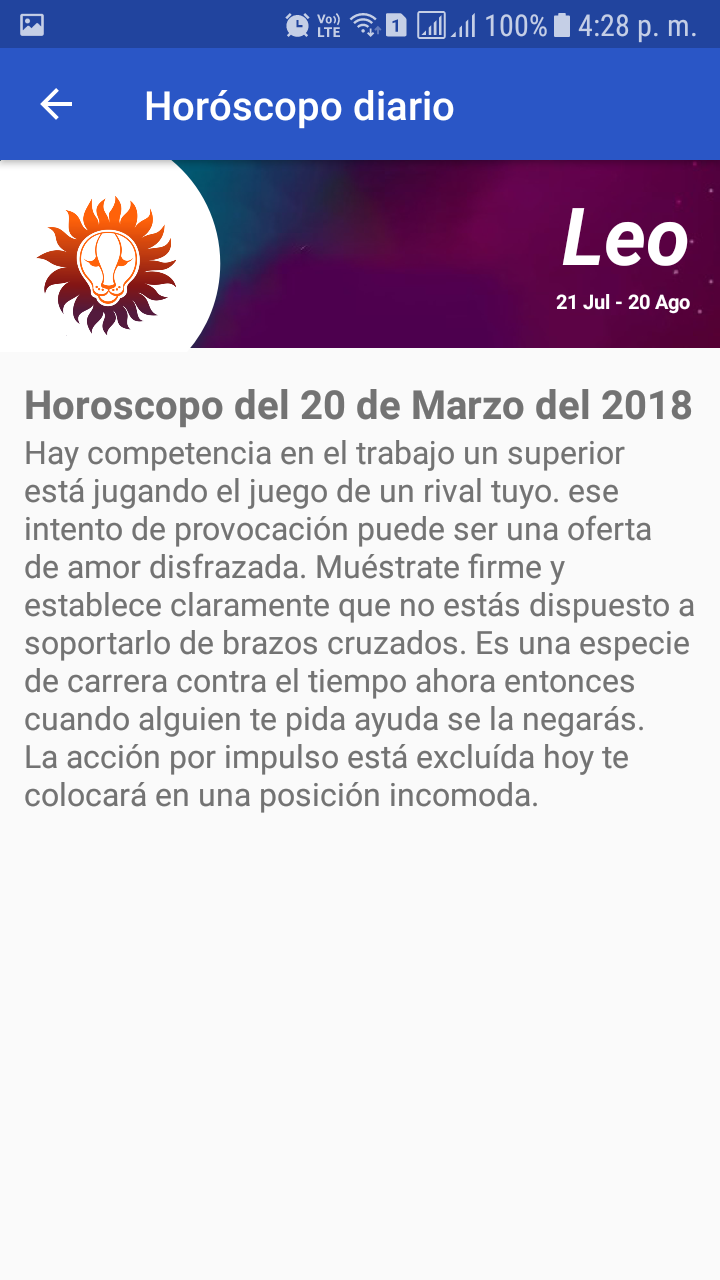 Vo)) LTE 1 100% 4:28 p. m.
Horóscopo diario
Leo
21 Jul - 20 Ago
Horoscopo del 20 de Marzo del 2018
Hay competencia en el trabajo un superior
está jugando el juego de un rival tuyo. ese
intento de provocación puede ser una oferta
de amor disfrazada. Muéstrate firme y
establece claramente que no estás dispuesto a
soportarlo de brazos cruzados. Es una especie
de carrera contra el tiempo ahora entonces
cuando alguien te pida ayuda se la negarás.
La acción por impulso está excluída hoy te
colocará en una posición incomoda.